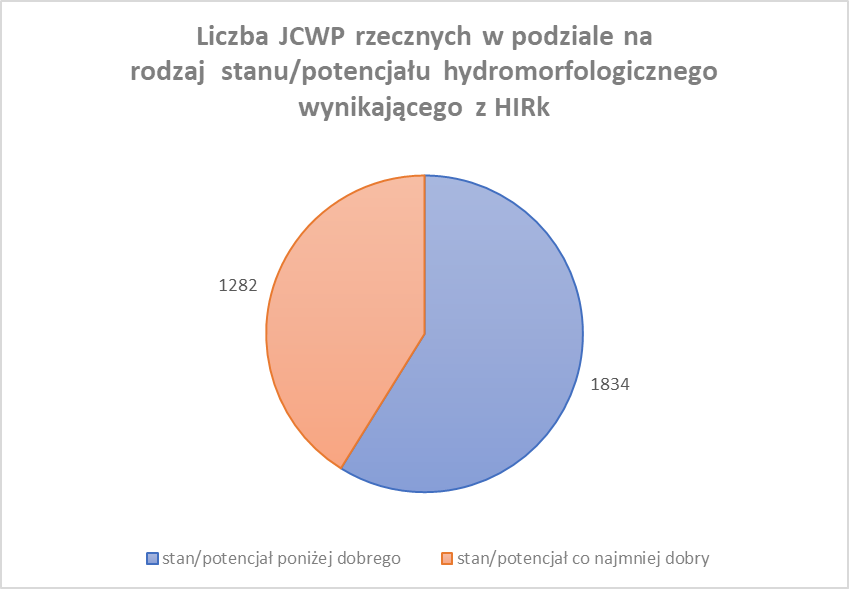 Liczba JCWP rzecznych w podziale na
rodzaj stanu/potencjału hydromorfologicznego
wynikającego z HIRk
1282
1834
stan/potencjał poniżej dobrego
stan/potencjał co najmniej dobry